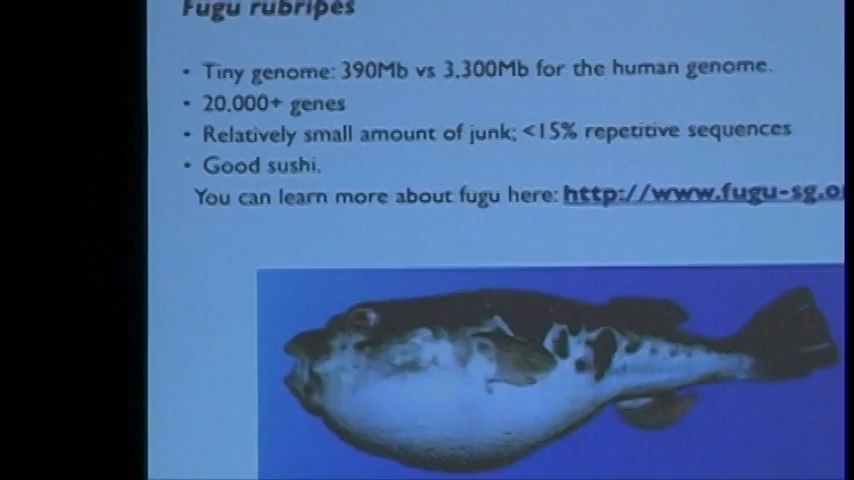 Fugu rubripes
• Tiny genome: 390Mb vs 3,300Mb for the human genome.
• 20,000+ genes
• Relatively small amount of junk; <15% repetitive sequences
• Good sushi.
You can learn more about fugu here: http://www.fugu-sg.o